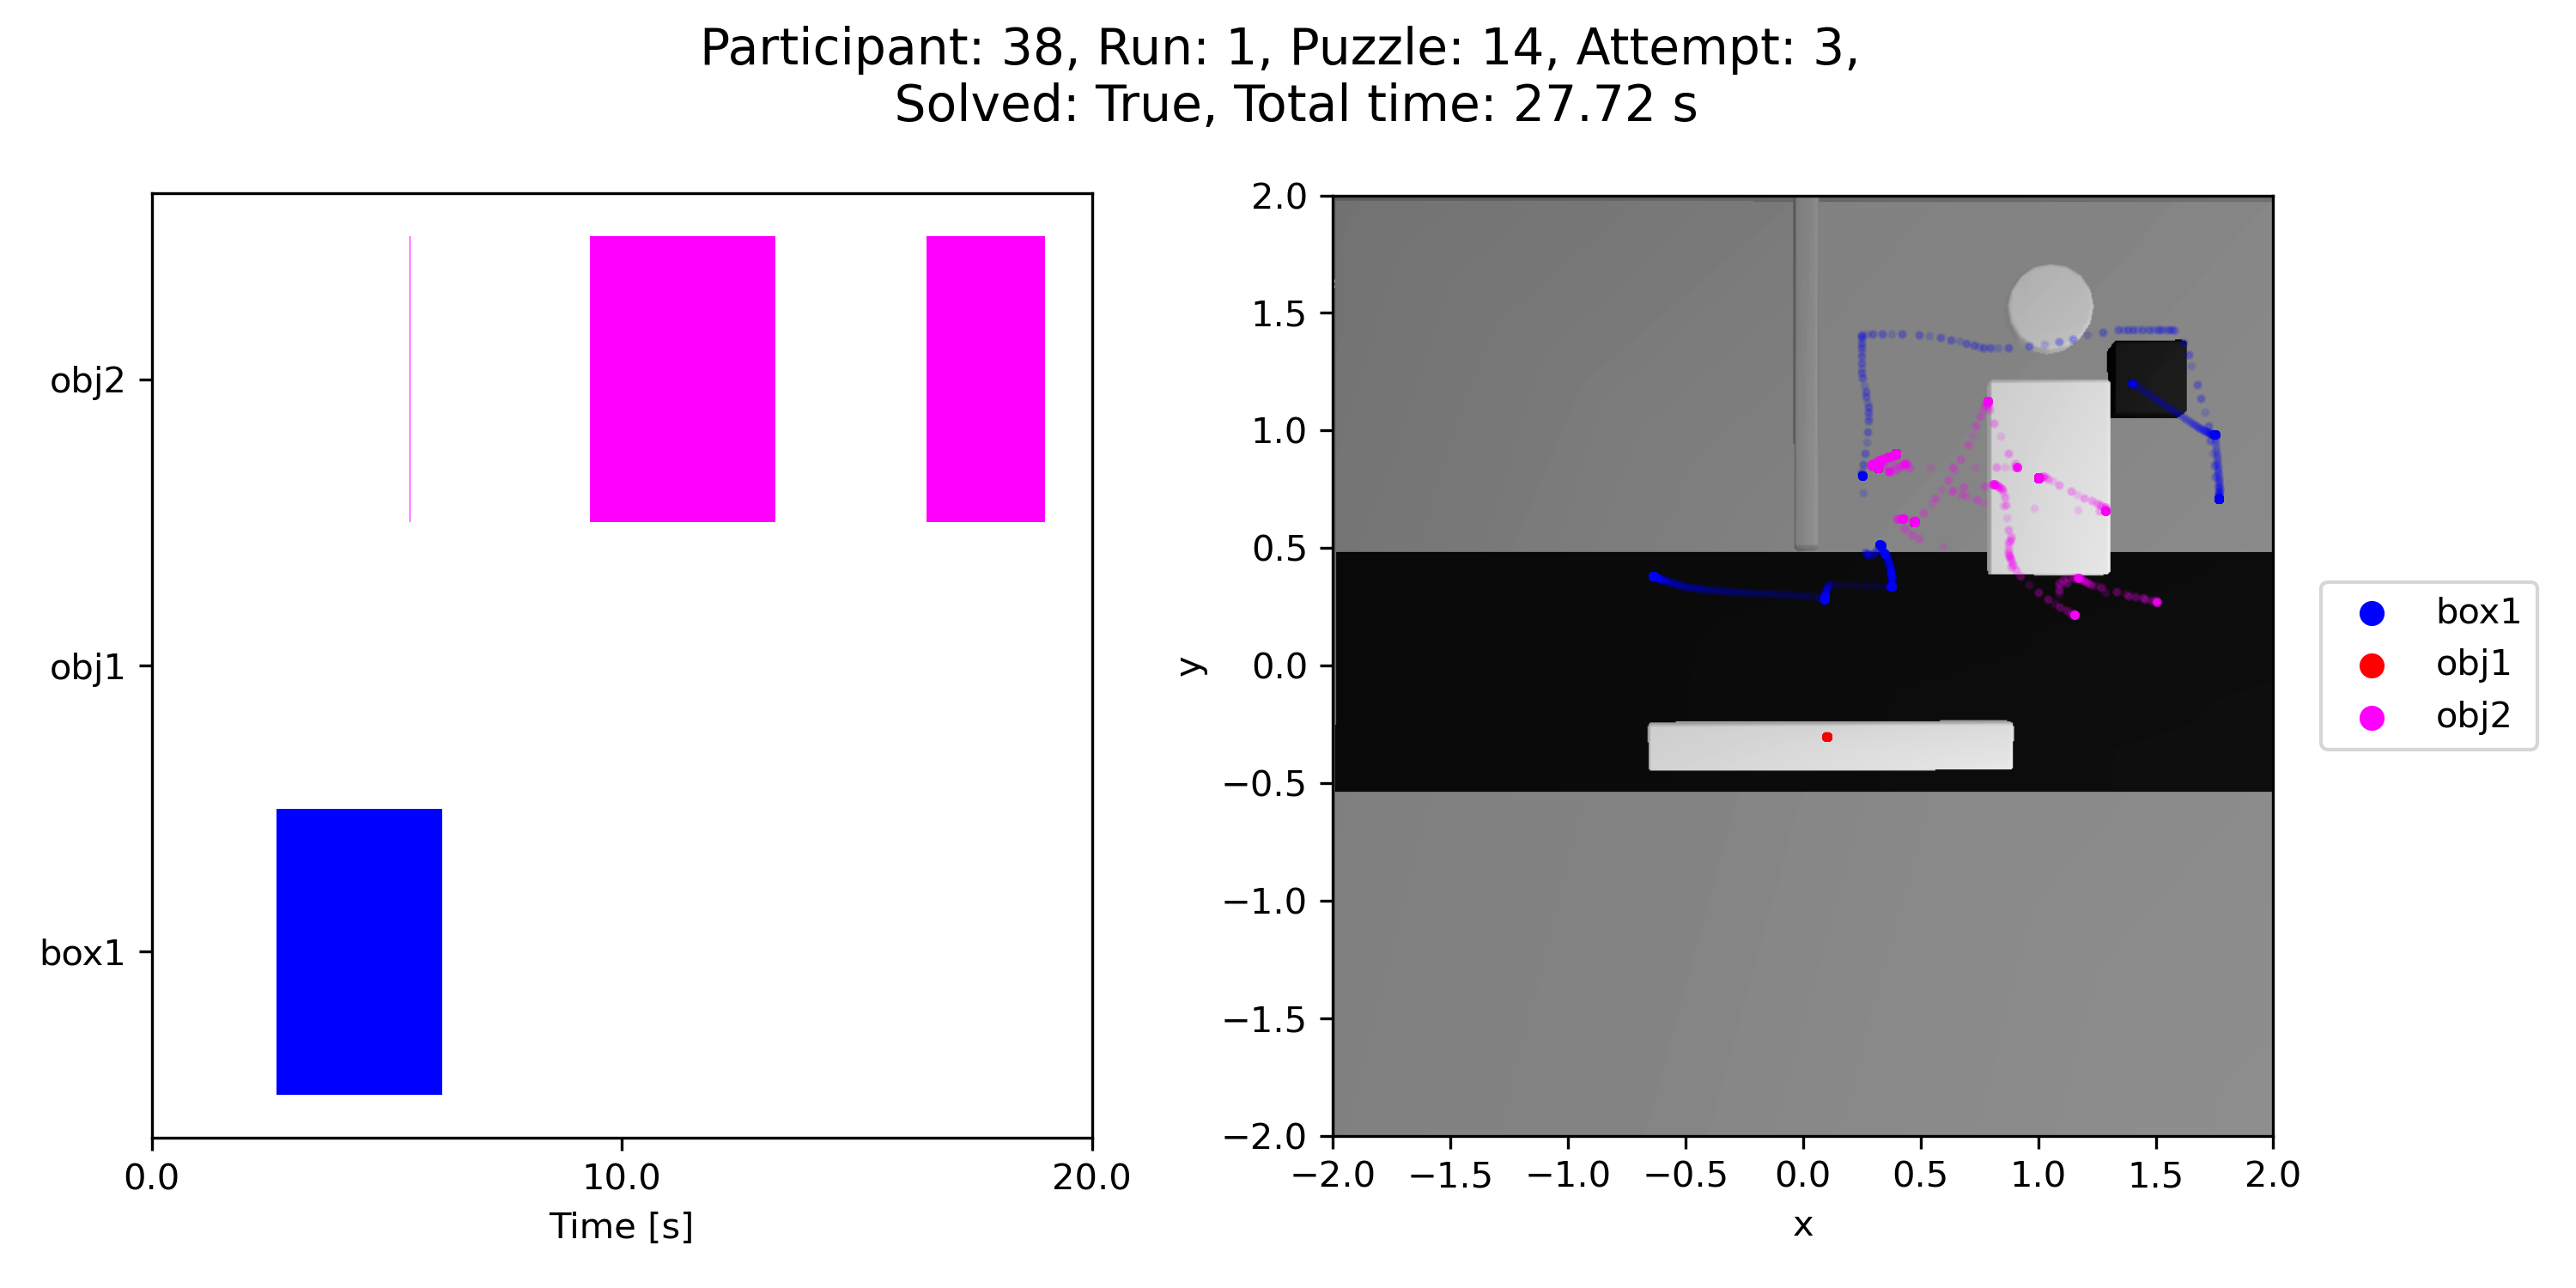 Participant: 38, Run: 1, Puzzle: 14, Attempt: 3,
Solved: True, Total time: 27.72 s
obj2
obj1
box1
0.0 10.0 20.0
Time [s]
2.0
1.5
1.0
0.5
0.0
−0.5
−1.0
−1.5
−2.0
y
−2.0 −1.5 −1.0 −0.5 0.0 0.5 1.0 1.5 2.0
x
box1
obj1
obj2